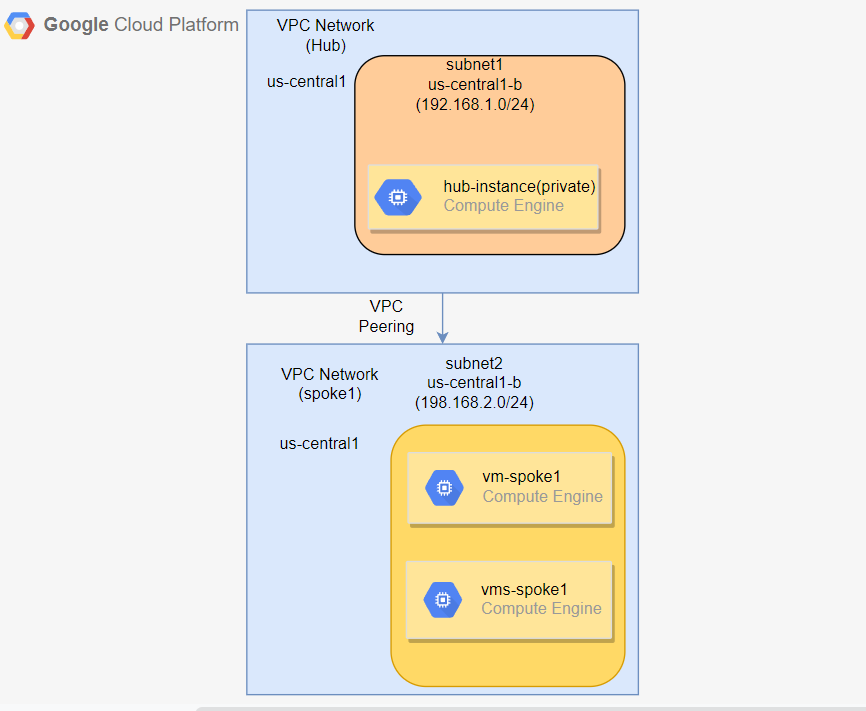 Google Cloud Platform
VPC Network
(Hub)
us-central1
subnet1
us-central1-b
(192.168.1.0/24)
hub-instance(private)
Compute Engine
VPC
Peering
VPC Network
(spoke1)
us-central1
subnet2
us-central1-b
(198.168.2.0/24)
vm-spoke1
Compute Engine
vms-spoke1
Compute Engine